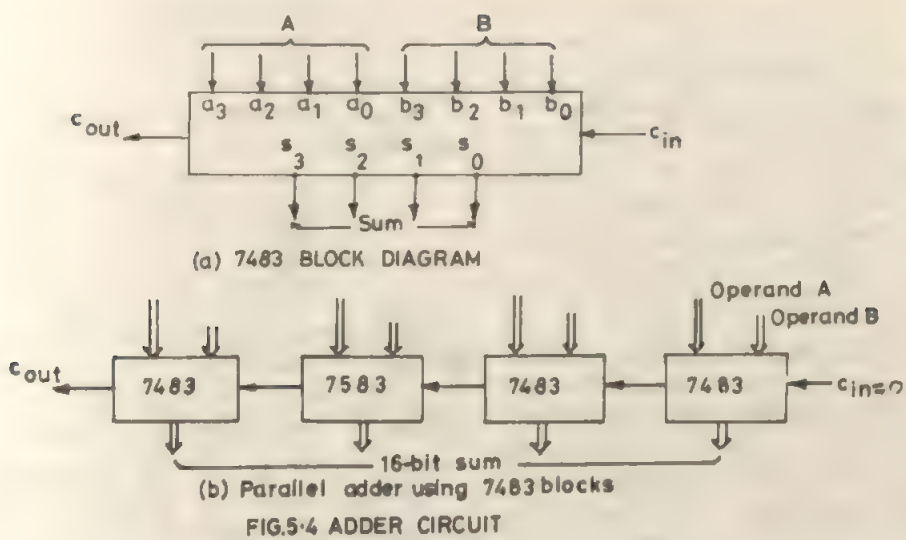 A B
a3 a2 a1 a0 b3 b2 b1 b0
cout
cin
s3 s2 s1 s0
Sum
(a) 7483 BLOCK DIAGRAM
Operand A
Operand B
cout
7483 7583 7483 7483
cin=0
16-bit sum
(b) Parallel adder using 7483 blocks
FIG.5·4 ADDER CIRCUIT